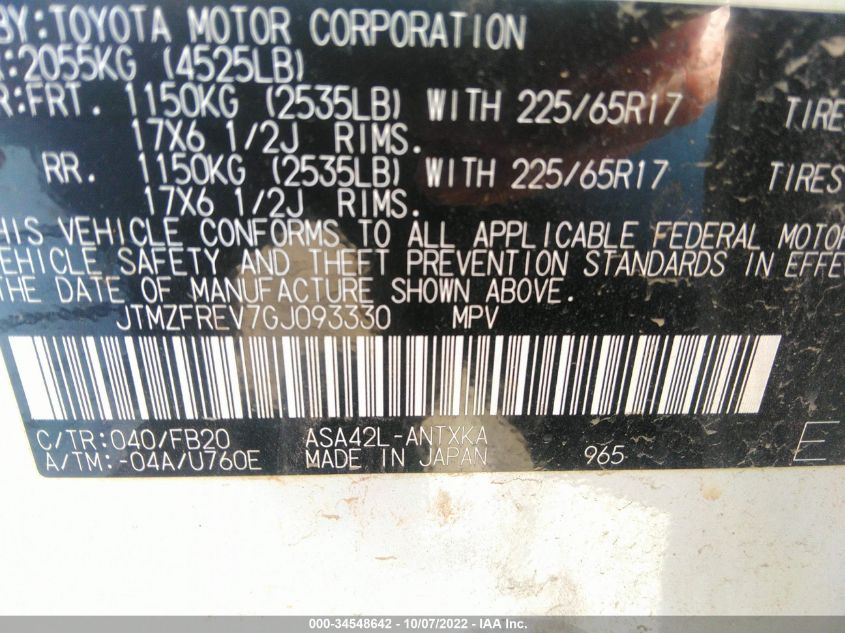 BY:TOYOTA MOTOR CORPORATION
:2055KG (4525LB)
R:FRT. 1150KG (2535LB) WITH 225/65R17 TIRE
17X6 1/2J RIMS.
RR. 1150KG (2535LB) WITH 225/65R17 TIRES
17X6 1/2J RIMS.
HIS VEHICLE CONFORMS TO ALL APPLICABLE FEDERAL MOTOR
EHICLE SAFETY AND THEFT PREVENTION STANDARDS IN EFFE
THE DATE OF MANUFACTURE SHOWN ABOVE.
JTMZFREV7GJ093330 MPV
C/TR:040/FB20 ASA42L-ANTXKA
A/TM:-04A/U760E MADE IN JAPAN 965 E
000-34548642 - 10/07/2022 - IAA Inc.